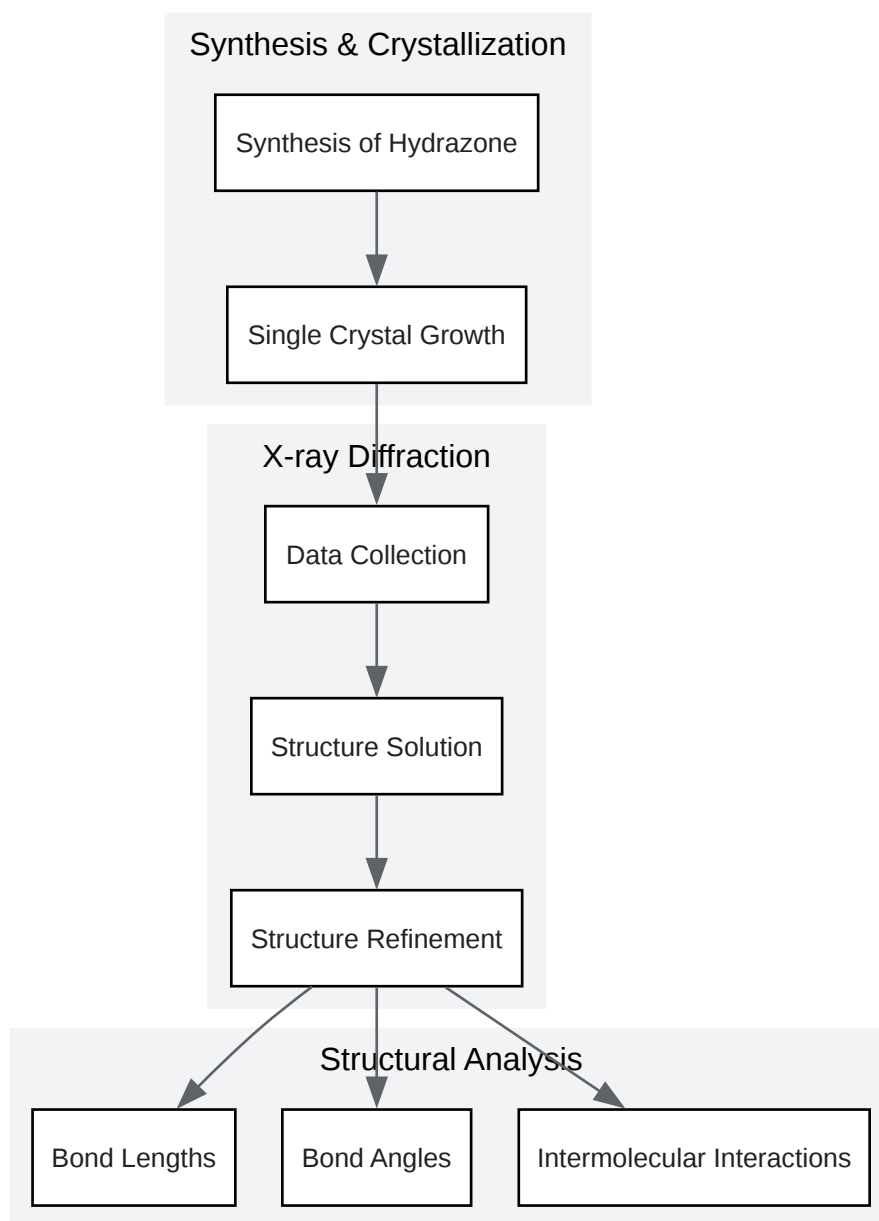 Synthesis & Crystallization
Synthesis of Hydrazone
Single Crystal Growth
X-ray Diffraction
Data Collection
Structure Solution
Structure Refinement
Structural Analysis
Bond Lengths
Bond Angles
Intermolecular Interactions